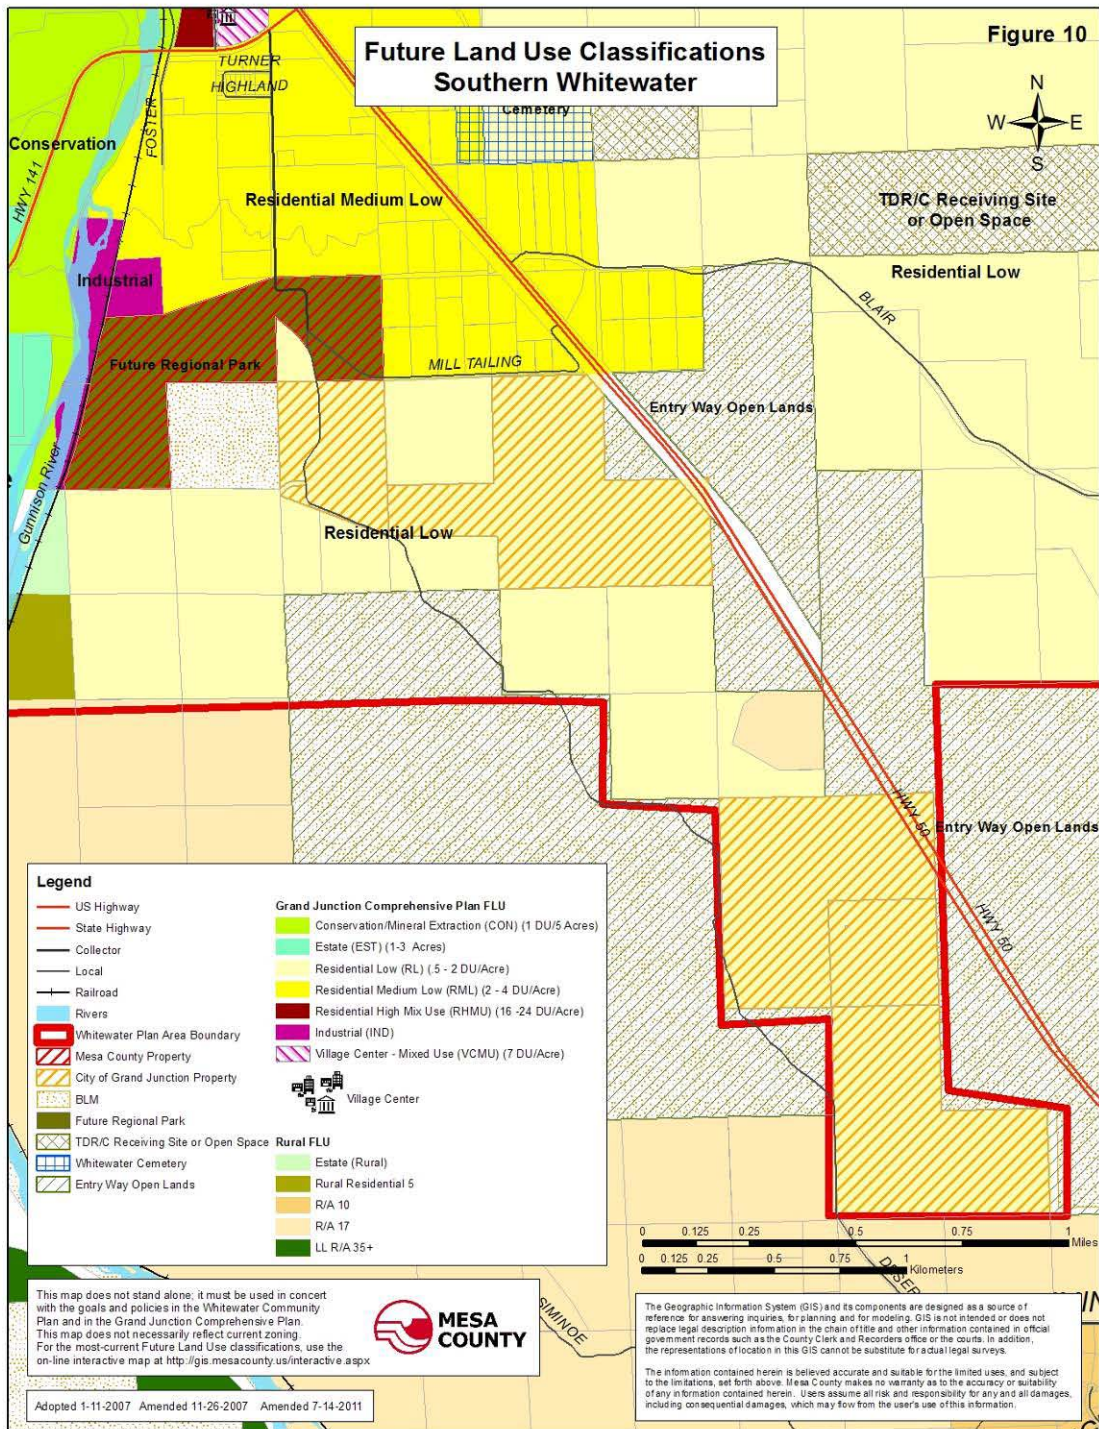 Figure 10
Future Land Use Classifications
Southern Whitewater
N
W
E
S
TURNER
HIGHLAND
FOSTER
Conservation
HWY 141
Cemetery
Residential Medium Low
TDR/C Receiving Site
or Open Space
Industrial
Residential Low
BLAIR
Future Regional Park
MILL TAILING
Entry Way Open Lands
Gunnison River
Residential Low
HWY 50
Entry Way Open Lands
HWY 50
Legend
US Highway
State Highway
Collector
Local
Railroad
Rivers
Whitewater Plan Area Boundary
Mesa County Property
City of Grand Junction Property
BLM
Future Regional Park
TDR/C Receiving Site or Open Space
Whitewater Cemetery
Entry Way Open Lands
Grand Junction Comprehensive Plan FLU
Conservation/Mineral Extraction (CON) (1 DU/5 Acres)
Estate (EST) (1-3 Acres)
Residential Low (RL) (.5 - 2 DU/Acre)
Residential Medium Low (RML) (2 - 4 DU/Acre)
Residential High Mix Use (RHMU) (16 -24 DU/Acre)
Industrial (IND)
Village Center - Mixed Use (VCMU) (7 DU/Acre)
Village Center
Rural FLU
Estate (Rural)
Rural Residential 5
R/A 10
R/A 17
LL R/A 35+
0 0.125 0.25 0.5 0.75 1
Miles
0 0.125 0.25 0.5 0.75 1
Kilometers
SIMINOE
This map does not stand alone; it must be used in concert
with the goals and policies in the Whitewater Community
Plan and in the Grand Junction Comprehensive Plan.
This map does not necessarily reflect current zoning.
For the most-current Future Land Use classifications, use the
on-line interactive map at http://gis.mesacounty.us/interactive.aspx
MESA
COUNTY
The Geographic Information System (GIS) and its components are designed as a source of
reference for answering inquiries, for planning and for modeling. GIS is not intended or does not
replace legal description information in the chain of title and other information contained in official
government records such as the County Clerk and Recorders office or the courts. In addition,
the representations of location in this GIS cannot be substitute for actual legal surveys.
The information contained herein is believed accurate and suitable for the limited uses, and subject
to the limitations, set forth above. Mesa County makes no warranty as to the accuracy or suitability
of any information contained herein. Users assume all risk and responsibility for any and all damages,
including consequential damages, which may flow from the user's use of this information.
Adopted 1-11-2007 Amended 11-26-2007 Amended 7-14-2011